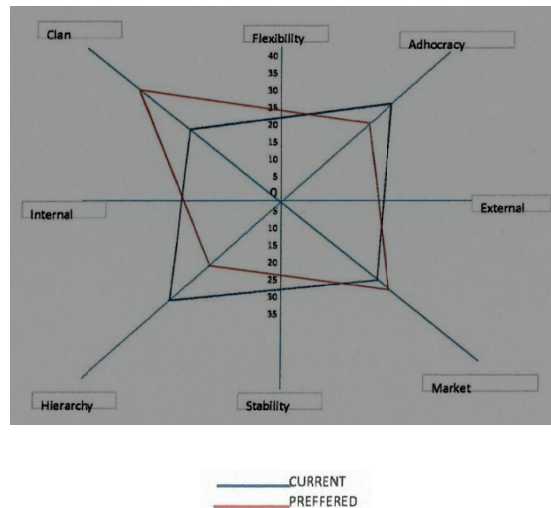 Clan
Flexibility
Adhocracy
40
35
30
25
20
15
10
5
0
5
10
15
20
25
30
35
Internal
External
Hierarchy
Stability
Market
CURRENT
PREFFERED